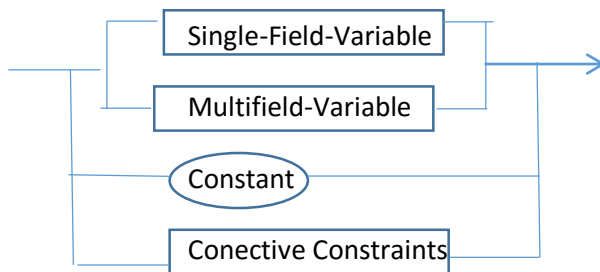 Single-Field-Variable
Multifield-Variable
Constant
Conective Constraints